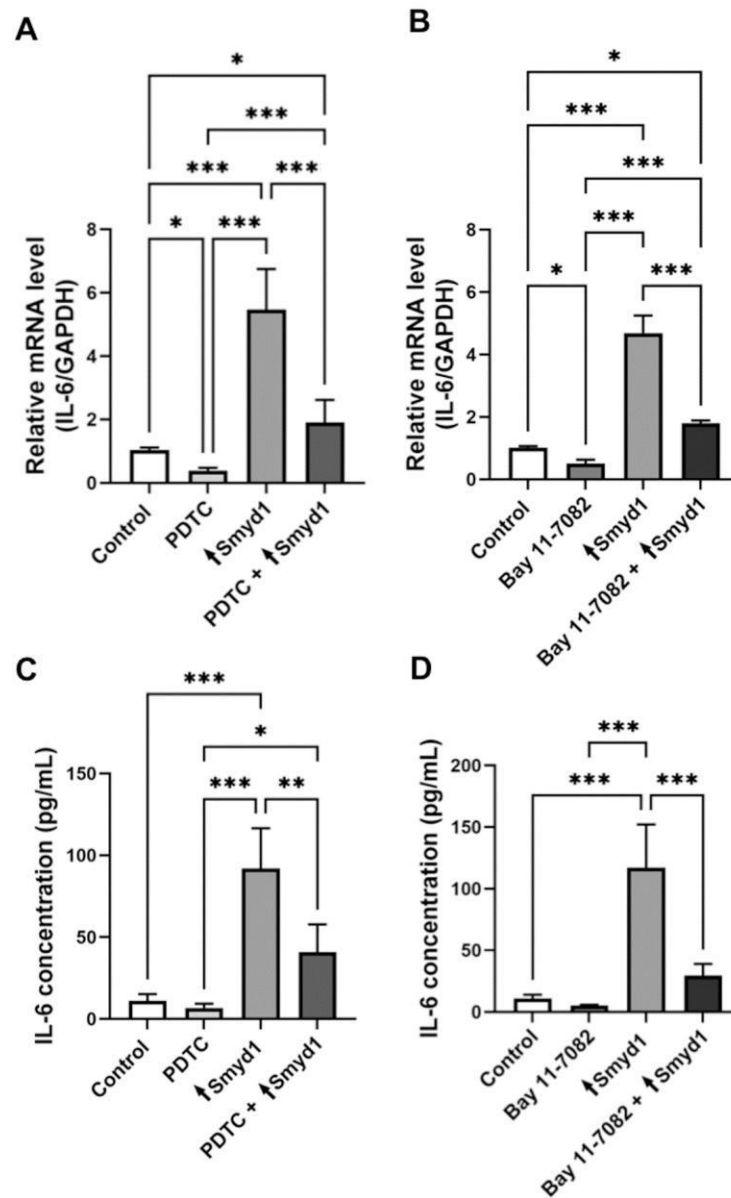 A
*
***
***
***
*
***
Relative mRNA level
(IL-6/GAPDH)
8
6
4
2
0
Control
PDTC
↑Smyd1
PDTC + ↑Smyd1
B
*
***
***
***
*
***
Relative mRNA level
(IL-6/GAPDH)
8
6
4
2
0
Control
Bay 11-7082
↑Smyd1
Bay 11-7082 + ↑Smyd1
C
***
*
***
**
IL-6 concentration (pg/mL)
150
100
50
0
Control
PDTC
↑Smyd1
PDTC + ↑Smyd1
D
***
***
***
IL-6 concentration (pg/mL)
200
150
100
50
0
Control
Bay 11-7082
↑Smyd1
Bay 11-7082 + ↑Smyd1